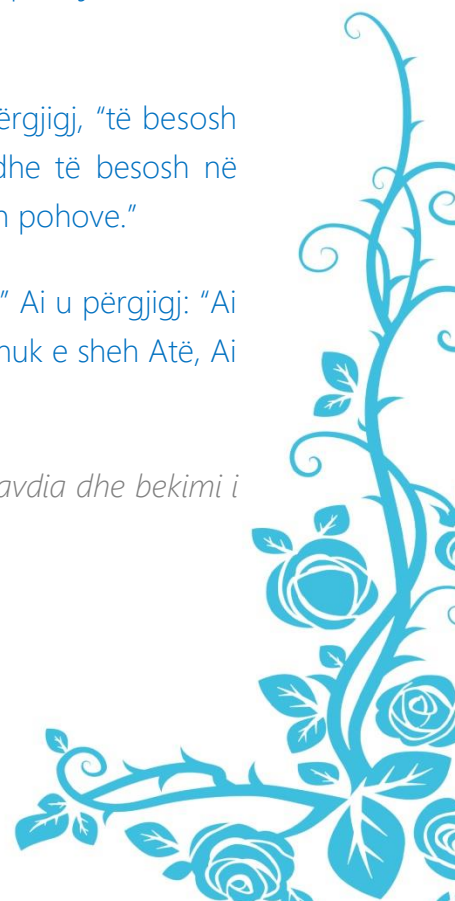 ërgjigj, “të besosh
dhe të besosh në
pohove.”
” Ai u përgjigj: “Ai
nuk e sheh Atë, Ai
avdia dhe bekimi i